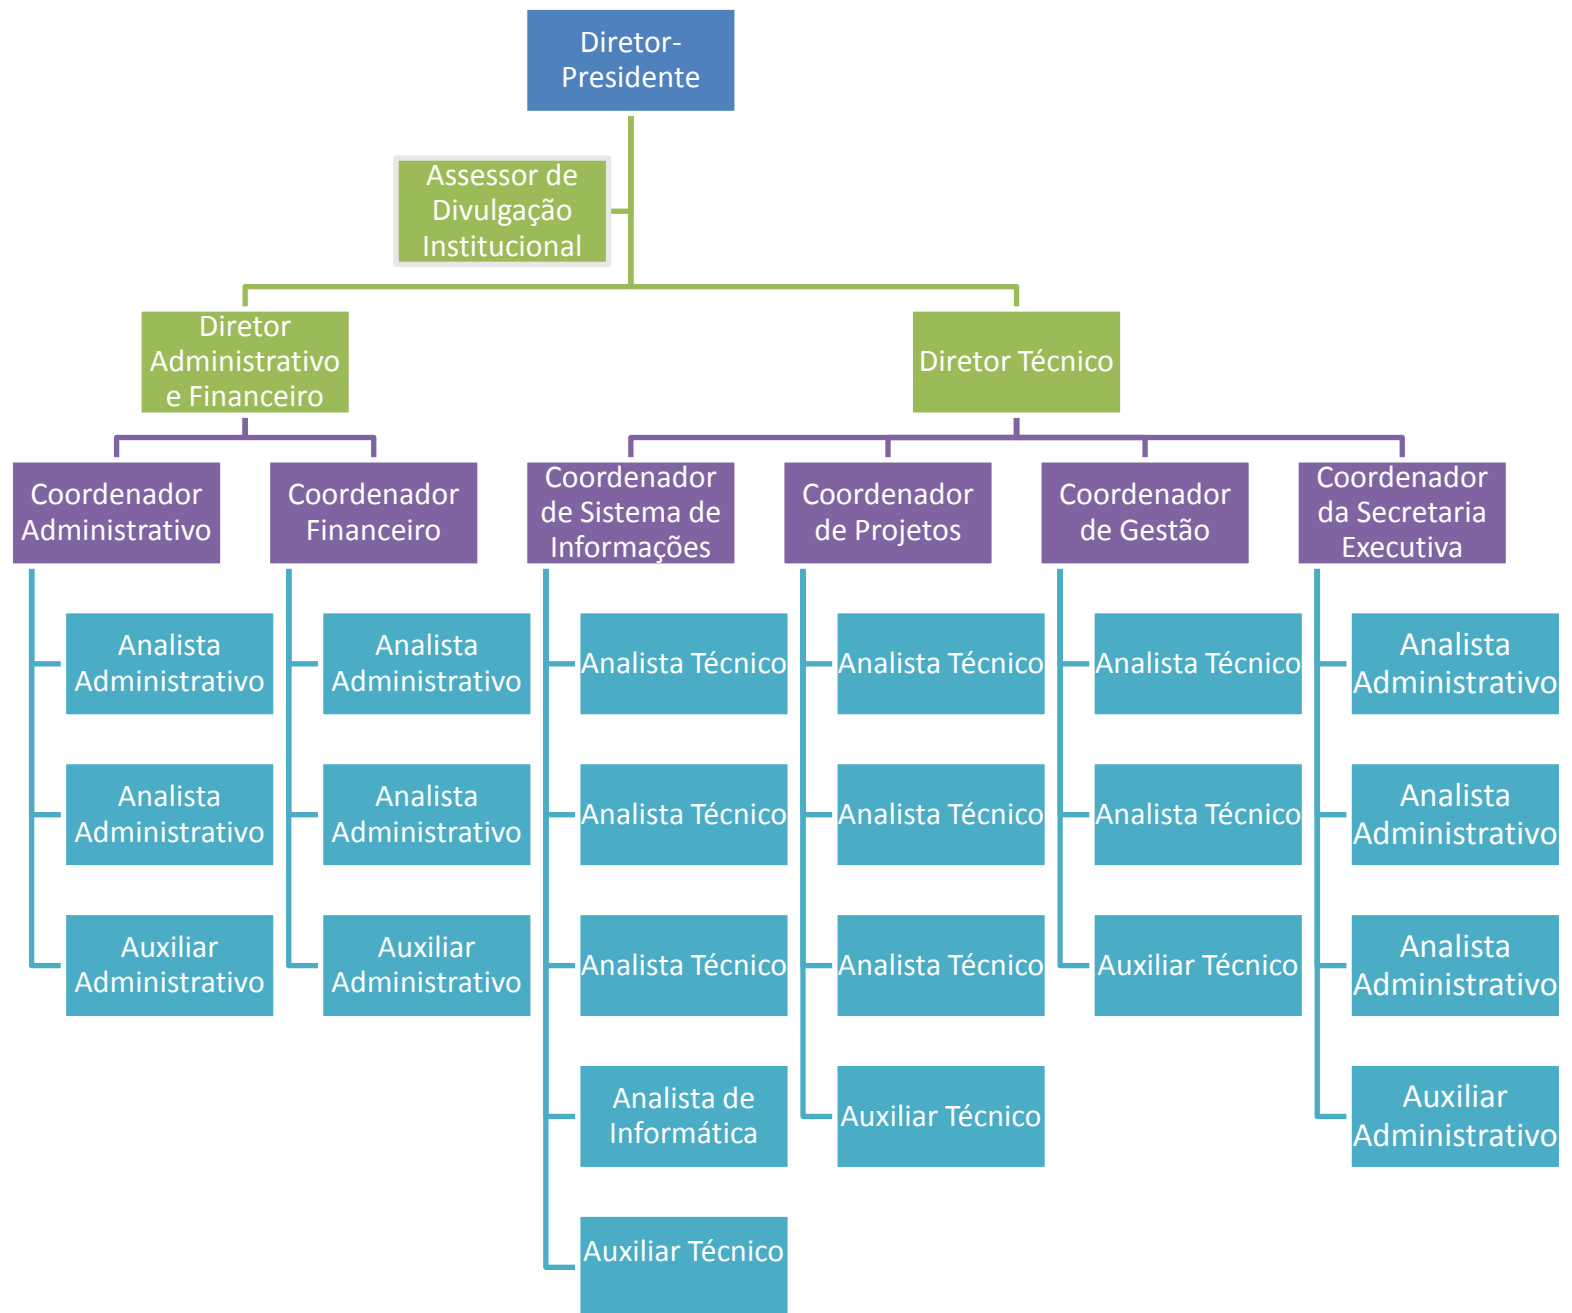 Diretor-
Presidente
Assessor de
Divulgação
Institucional
Diretor
Administrativo
e Financeiro
Diretor Técnico
Coordenador
Administrativo
Coordenador
Financeiro
Coordenador
de Sistema de
Informações
Coordenador
de Projetos
Coordenador
de Gestão
Coordenador
da Secretaria
Executiva
Analista
Administrativo
Analista
Administrativo
Analista Técnico
Analista Técnico
Analista Técnico
Analista
Administrativo
Analista
Administrativo
Analista
Administrativo
Analista Técnico
Analista Técnico
Analista Técnico
Analista
Administrativo
Auxiliar
Administrativo
Auxiliar
Administrativo
Analista Técnico
Analista Técnico
Auxiliar Técnico
Analista
Administrativo
Analista de
Informática
Auxiliar Técnico
Auxiliar
Administrativo
Auxiliar Técnico